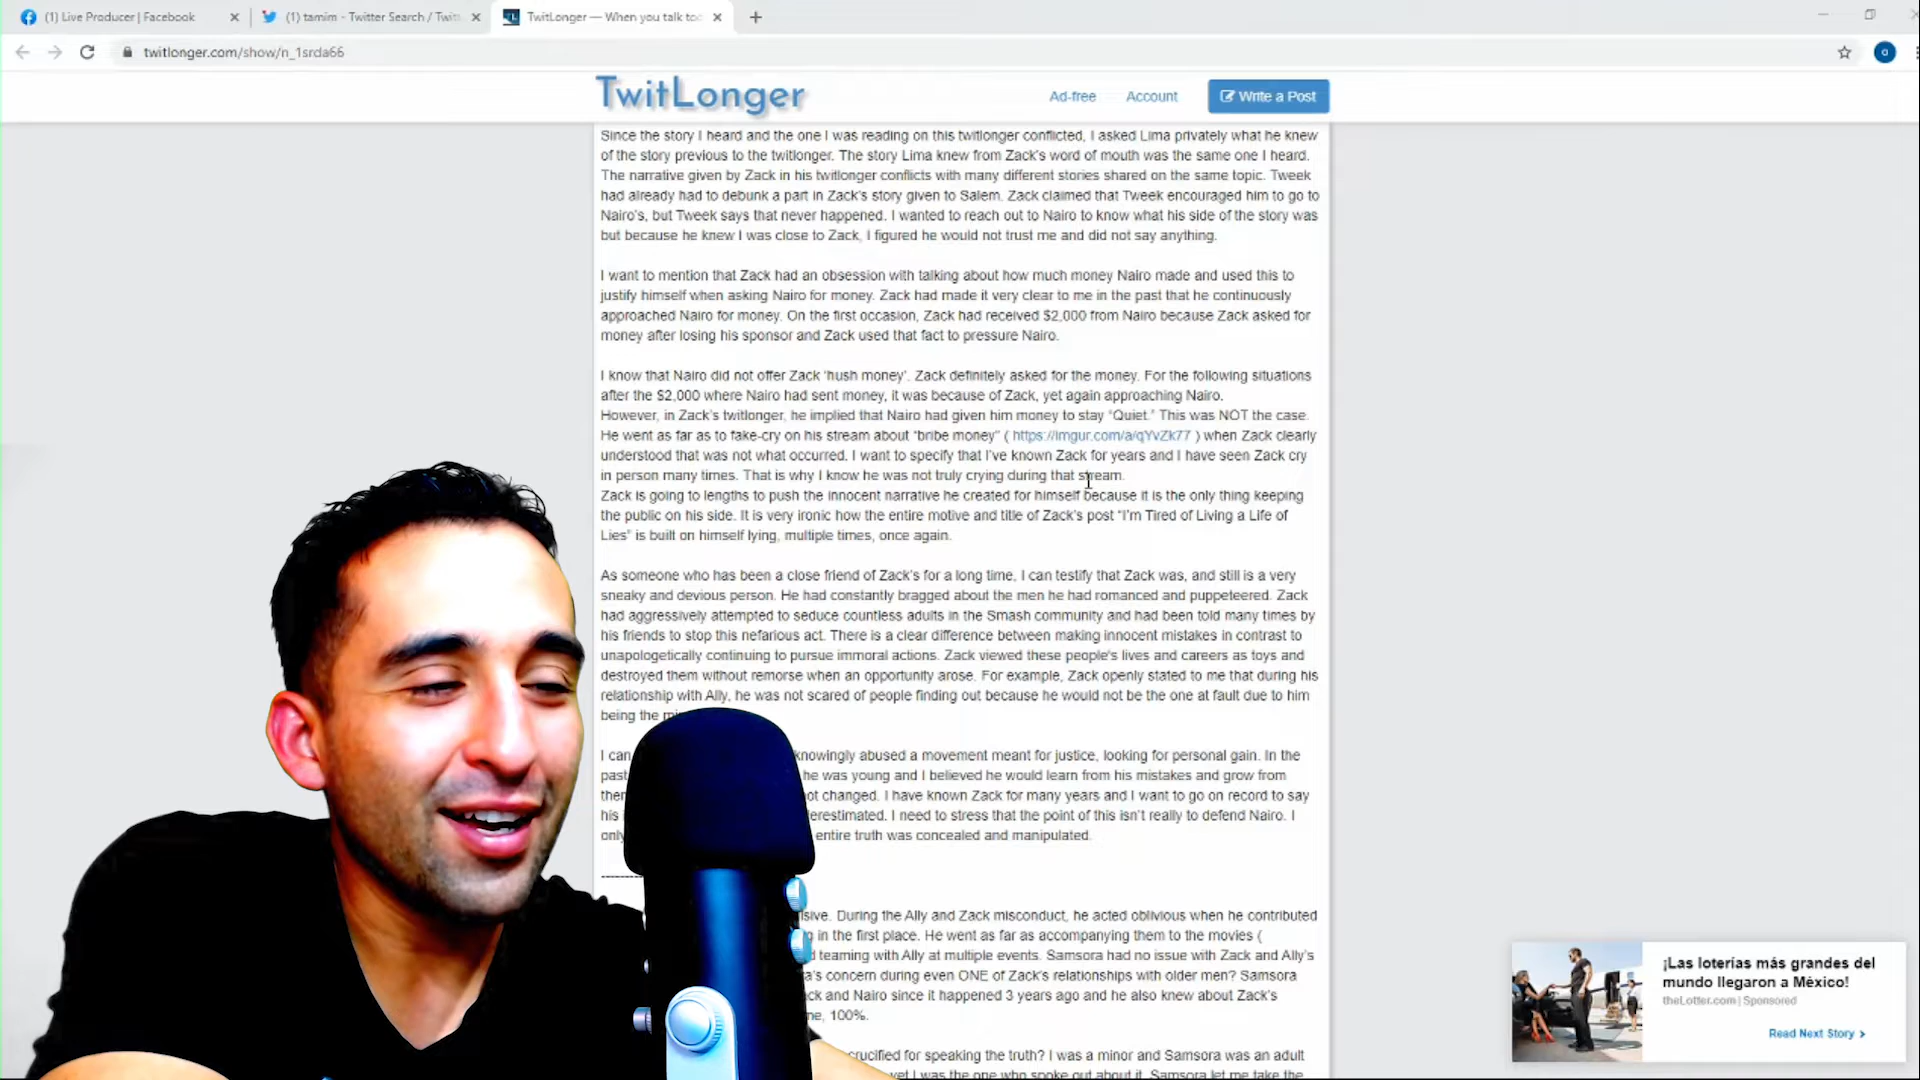 (1) Live Producer | Facebook
(1) tamim - Twitter Search / Twit
TwitLonger — When you talk too
twitlonger.com/show/n_1srda66
TwitLonger
Ad-free
Account
Write a Post
Since the story I heard and the one I was reading on this twitlonger conflicted, I asked Lima privately what he knew
of the story previous to the twitlonger. The story Lima knew from Zack's word of mouth was the same one I heard.
The narrative given by Zack in his twitlonger conflicts with many different stories shared on the same topic. Tweek
had already had to debunk a part in Zack's story given to Salem. Zack claimed that Tweek encouraged him to go to
Nairo's, but Tweek says that never happened. I wanted to reach out to Nairo to know what his side of the story was
but because he knew I was close to Zack, I figured he would not trust me and did not say anything.
I want to mention that Zack had an obsession with talking about how much money Nairo made and used this to
justify himself when asking Nairo for money. Zack had made it very clear to me in the past that he continuously
approached Nairo for money. On the first occasion, Zack had received $2,000 from Nairo because Zack asked for
money after losing his sponsor and Zack used that fact to pressure Nairo.
I know that Nairo did not offer Zack 'hush money'. Zack definitely asked for the money. For the following situations
after the $2,000 where Nairo had sent money, it was because of Zack, yet again approaching Nairo.
However, in Zack's twitlonger, he implied that Nairo had given him money to stay "Quiet." This was NOT the case.
He went as far as to fake-cry on his stream about "bribe money" ( https://imgur.com/a/qYvZk77 ) when Zack clearly
understood that was not what occurred. I want to specify that I've known Zack for years and I have seen Zack cry
in person many times. That is why I know he was not truly crying during that stream.
Zack is going to lengths to push the innocent narrative he created for himself because it is the only thing keeping
the public on his side. It is very ironic how the entire motive and title of Zack's post "I'm Tired of Living a Life of
Lies" is built on himself lying, multiple times, once again.
As someone who has been a close friend of Zack's for a long time, I can testify that Zack was, and still is a very
sneaky and devious person. He had constantly bragged about the men he had romanced and puppeteered. Zack
had aggressively attempted to seduce countless adults in the Smash community and had been told many times by
his friends to stop this nefarious act. There is a clear difference between making innocent mistakes in contrast to
unapologetically continuing to pursue immoral actions. Zack viewed these people's lives and careers as toys and
destroyed them without remorse when an opportunity arose. For example, Zack openly stated to me that during his
relationship with Ally, he was not scared of people finding out because he would not be the one at fault due to him
being the
I can knowingly abused a movement meant for justice, looking for personal gain. In the
past he was young and I believed he would learn from his mistakes and grow from
changed. I have known Zack for many years and I want to go on record to say
his I need to stress that the point of this isn't really to defend Nairo. I
entire truth was concealed and manipulated.
During the Ally and Zack misconduct, he acted oblivious when he contributed
in the first place. He went as far as accompanying them to the movies (
teaming with Ally at multiple events. Samsora had no issue with Zack and Ally's
concern during even ONE of Zack's relationships with older men? Samsora
and Nairo since it happened 3 years ago and he also knew about Zack's
100%.
crucified for speaking the truth? I was a minor and Samsora was an adult
I was the one who spoke out about it. Samsora let me take the
¡Las loterías más grandes del
mundo llegaron a México!
theLotter.com | Sponsored
Read Next Story >